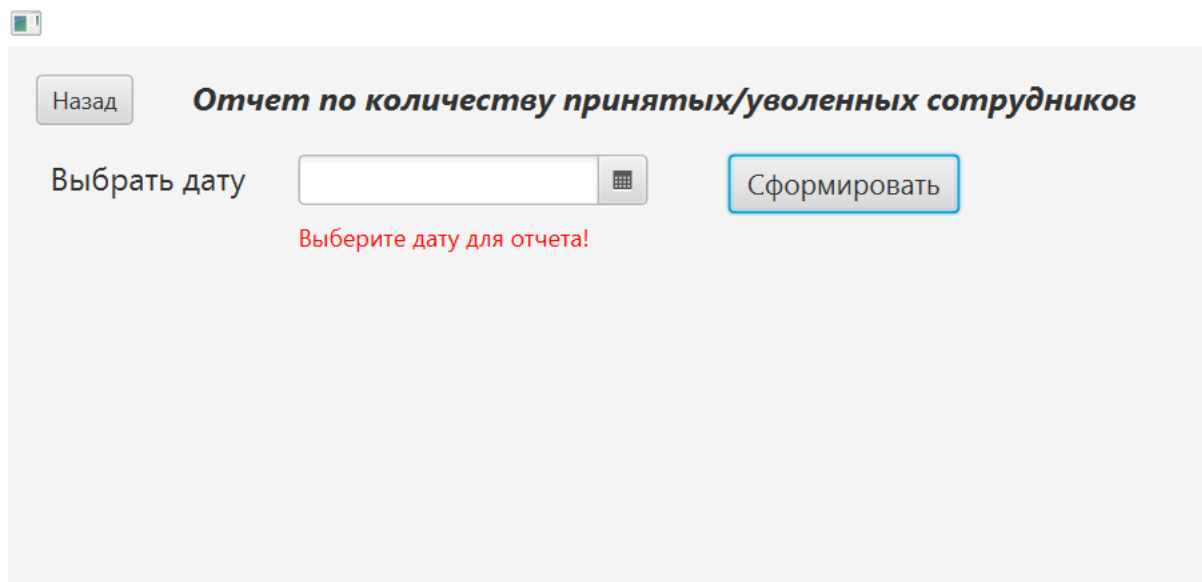 Назад
Отчет по количеству принятых/уволенных сотрудников
Выбрать дату
Сформировать
Выберите дату для отчета!